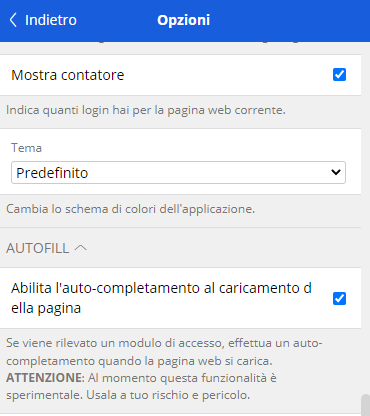 Indietro
Opzioni
Mostra contatore
Indica quanti login hai per la pagina web corrente.
Tema
Predefinito
Cambia lo schema di colori dell'applicazione.
AUTOFILL
Abilita l'auto-completamento al caricamento d
ella pagina
Se viene rilevato un modulo di accesso, effettua un auto-
completamento quando la pagina web si carica.
ATTENZIONE: Al momento questa funzionalità è
sperimentale. Usala a tuo rischio e pericolo.